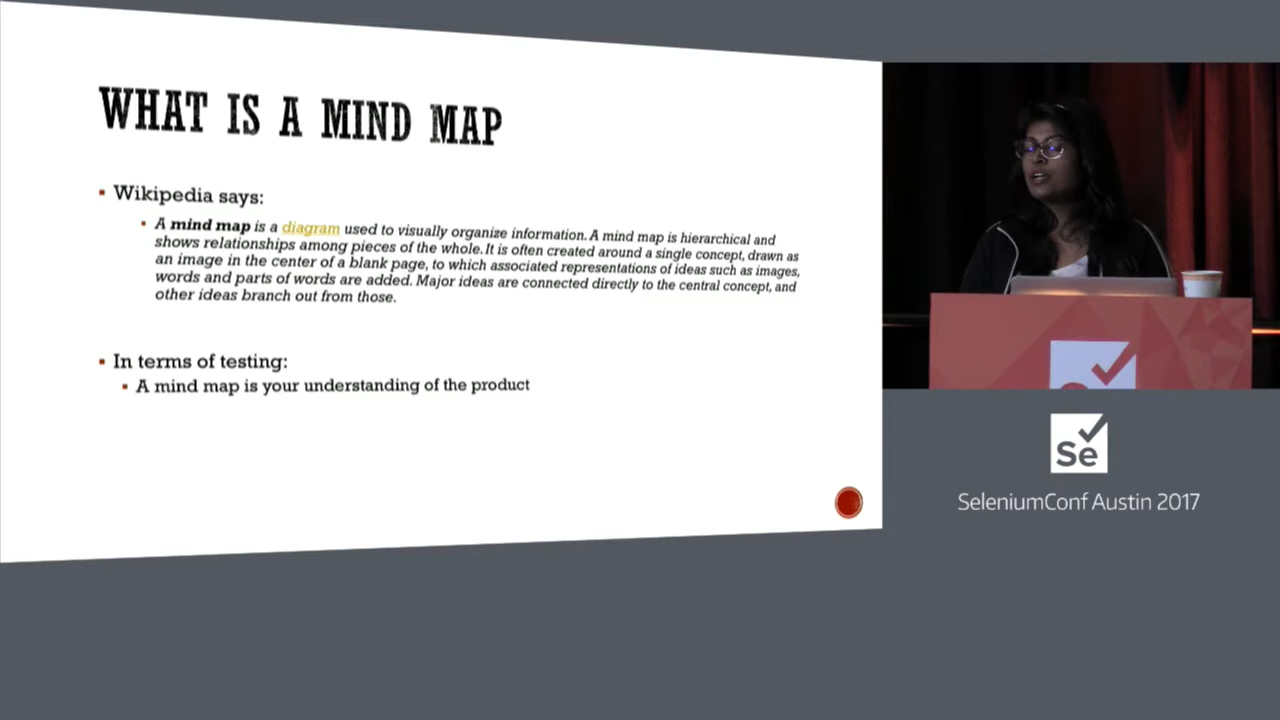 WHAT IS A MIND MAP
Wikipedia says:
A mind map is a diagram used to visually organize information. A mind map is hierarchical and
shows relationships among pieces of the whole. It is often created around a single concept, drawn as
an image in the center of a blank page, to which associated representations of ideas such as images,
words and parts of words are added. Major ideas are connected directly to the central concept, and
other ideas branch out from those.
In terms of testing:
A mind map is your understanding of the product
Se
SeleniumConf Austin 2017